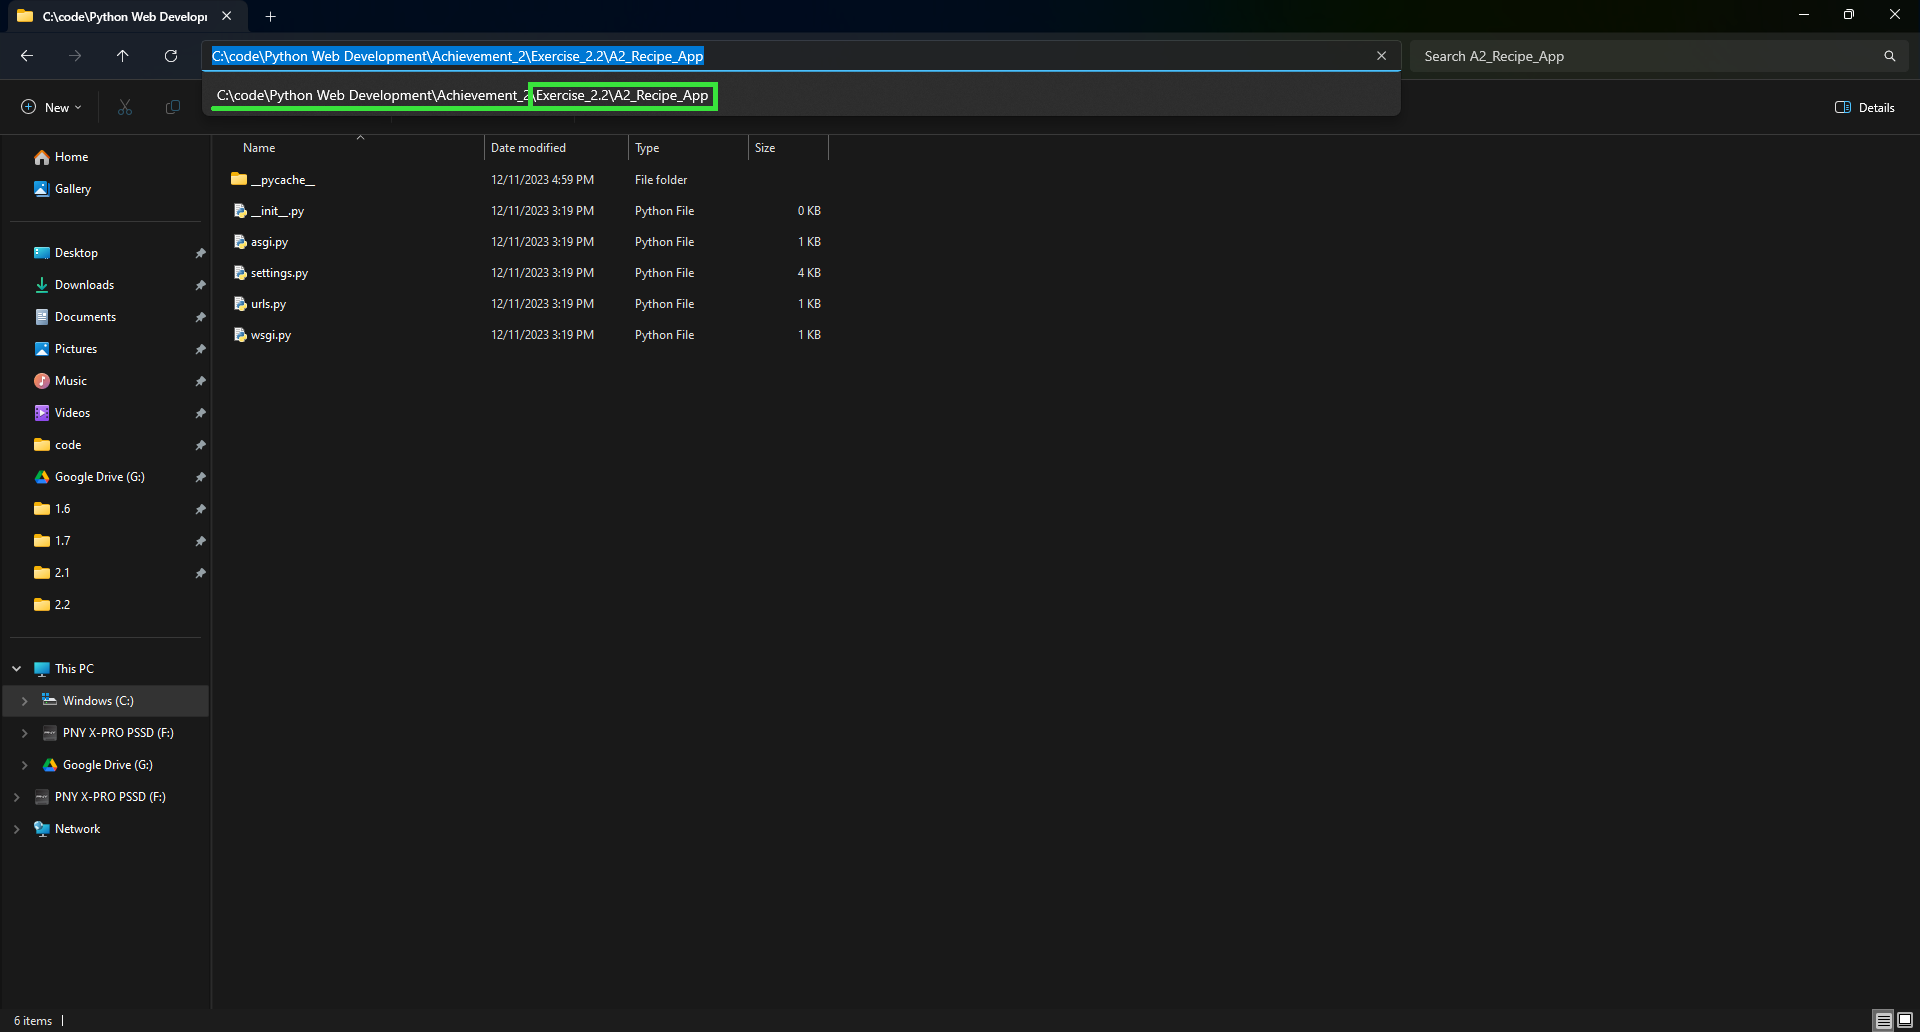 C:\code\Python Web Developı
C:\code\Python Web Development\Achievement_2\Exercise_2.2\A2_Recipe_App
Search A2_Recipe_App
C:\code\Python Web Development\Achievement_2\Exercise_2.2\A2_Recipe_App
New
Details
Name Date modified Type Size
__pycache__ 12/11/2023 4:59 PM File folder
__init__.py 12/11/2023 3:19 PM Python File 0 KB
asgi.py 12/11/2023 3:19 PM Python File 1 KB
settings.py 12/11/2023 3:19 PM Python File 4 KB
urls.py 12/11/2023 3:19 PM Python File 1 KB
wsgi.py 12/11/2023 3:19 PM Python File 1 KB
Home
Gallery
Desktop
Downloads
Documents
Pictures
Music
Videos
code
Google Drive (G:)
1.6
1.7
2.1
2.2
This PC
Windows (C:)
PNY X-PRO PSSD (F:)
Google Drive (G:)
PNY X-PRO PSSD (F:)
Network
6 items